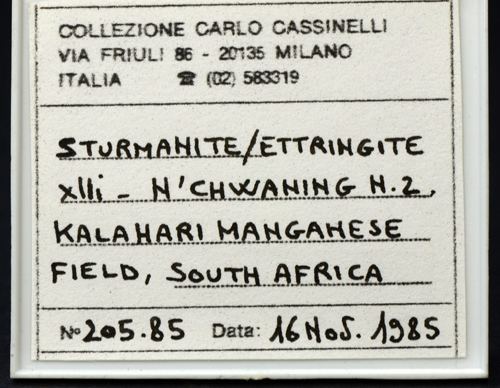 COLLEZIONE CARLO CASSINELLI
VIA FRIULI 86 - 20135 MILANO
ITALIA ☎ (02) 583319
STURMANITE/ETTRINGITE
xlli - N'CHWANING N.2,
KALAHARI MANGANESE
FIELD, SOUTH AFRICA
No 205.85 Data: 16 NOV. 1985